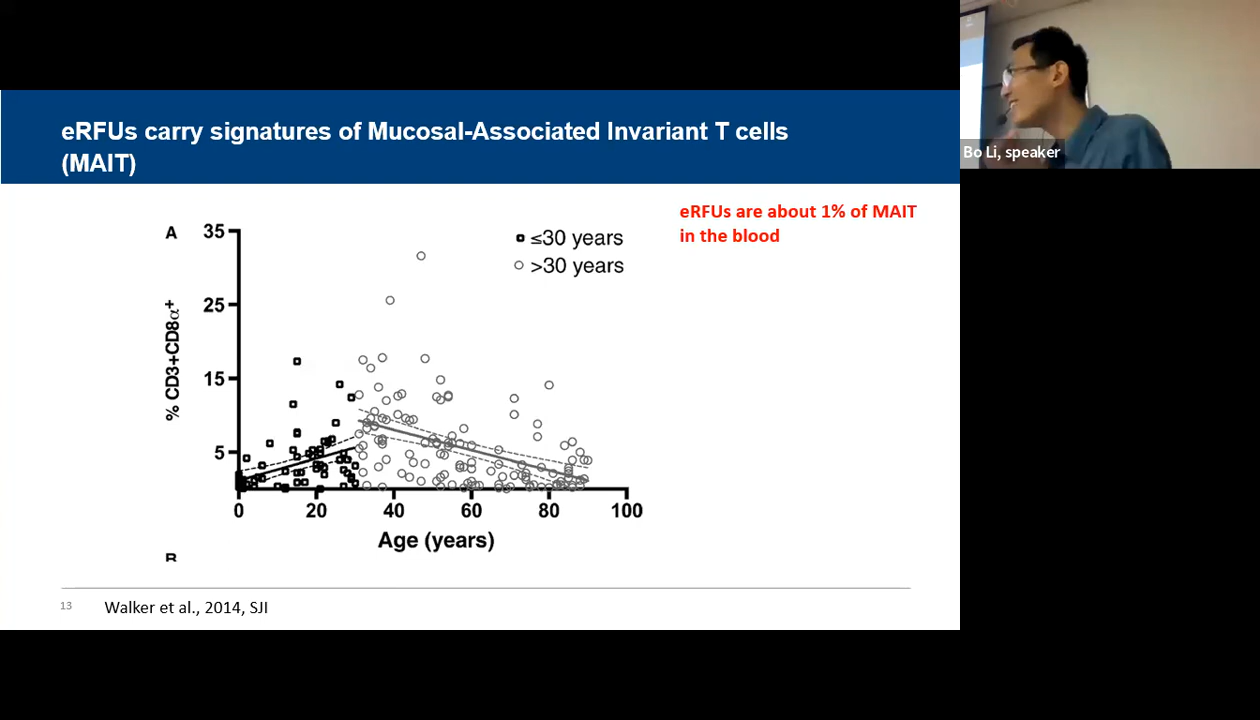 eRFUs carry signatures of Mucosal-Associated Invariant T cells
(MAIT)
Bo Li, speaker
eRFUs are about 1% of MAIT
in the blood
A
35
25
15
5
% CD3+CD8α+
≤30 years
>30 years
0 20 40 60 80 100
Age (years)
B
13 Walker et al., 2014, SJI